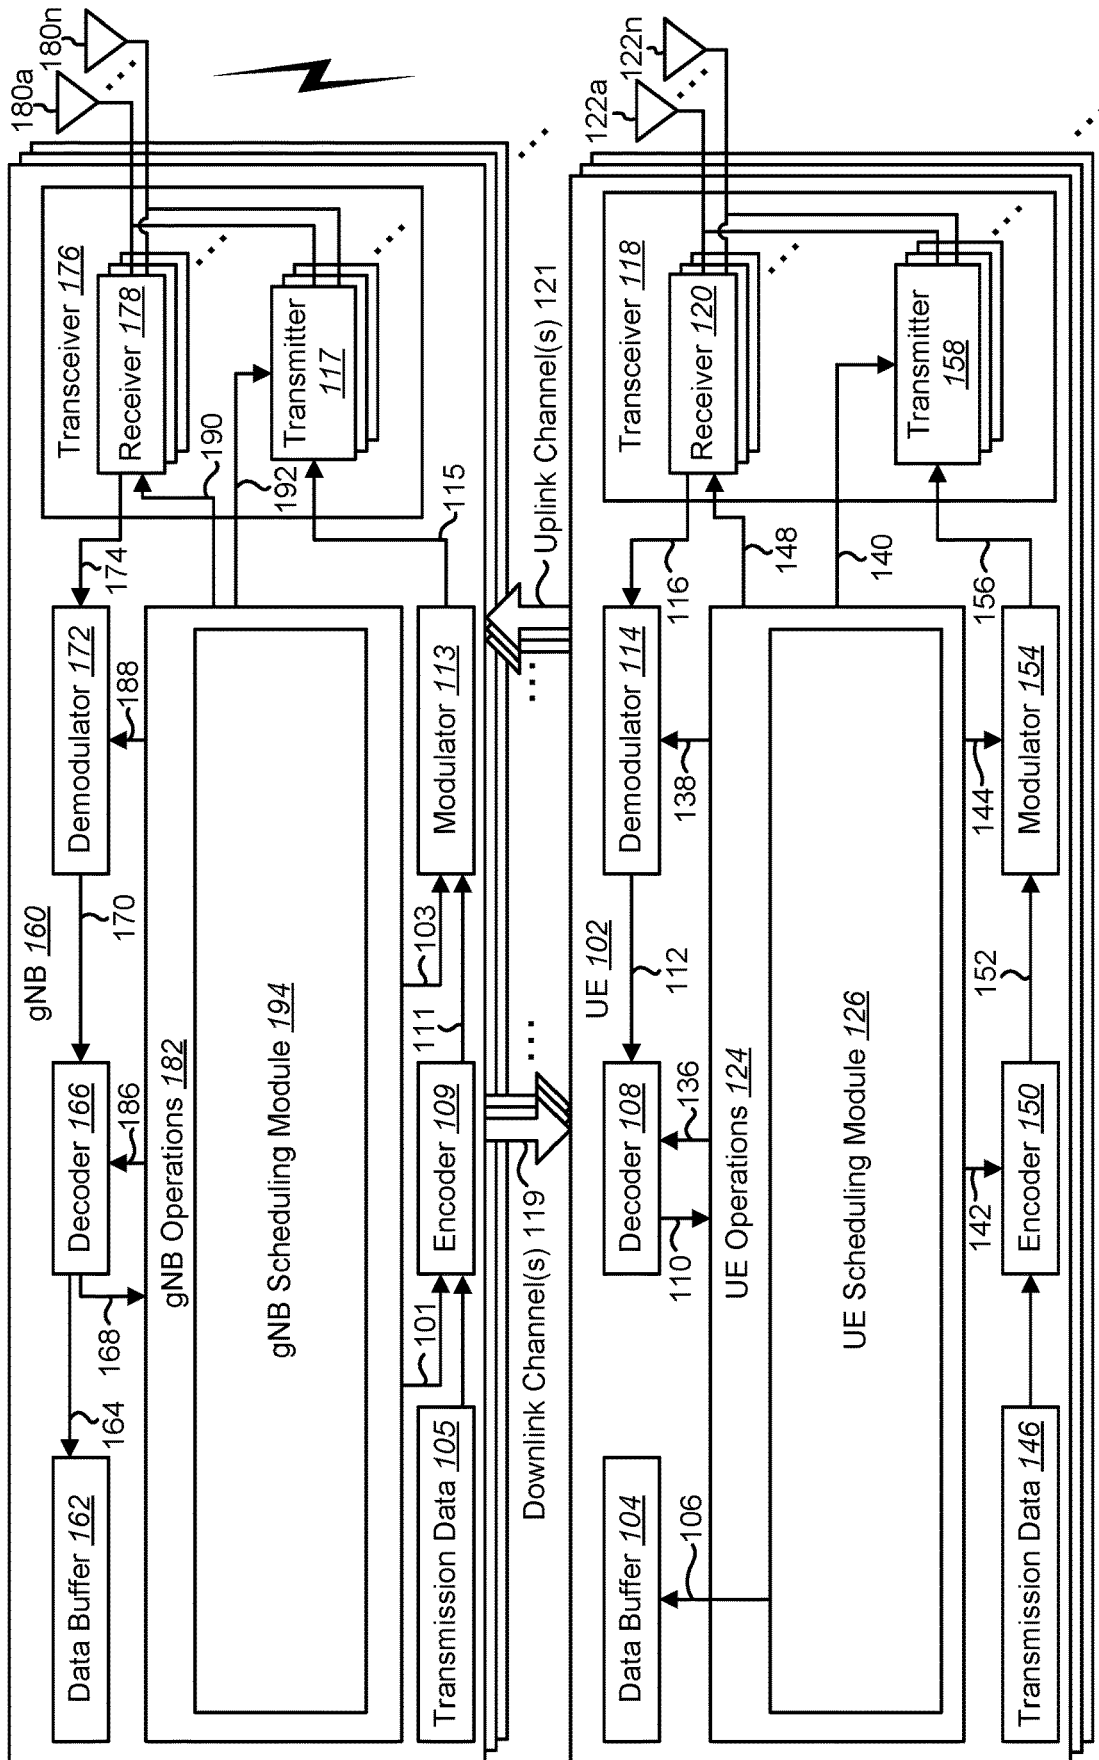 gNB 160
Data Buffer 162
164
168
Decoder 166
186
170
Demodulator 172
188
174
Transceiver 176
Receiver 178
190
180a
180n
gNB Operations 182
gNB Scheduling Module 194
192
Transmitter
117
Transmission Data 105
101
Encoder 109
111
103
Modulator 113
115
Downlink Channel(s) 119
Uplink Channel(s) 121
UE 102
Data Buffer 104
106
110
Decoder 108
136
112
Demodulator 114
138
116
Transceiver 118
Receiver 120
148
122a
122n
UE Operations 124
UE Scheduling Module 126
140
Transmitter
158
Transmission Data 146
142
Encoder 150
152
144
Modulator 154
156